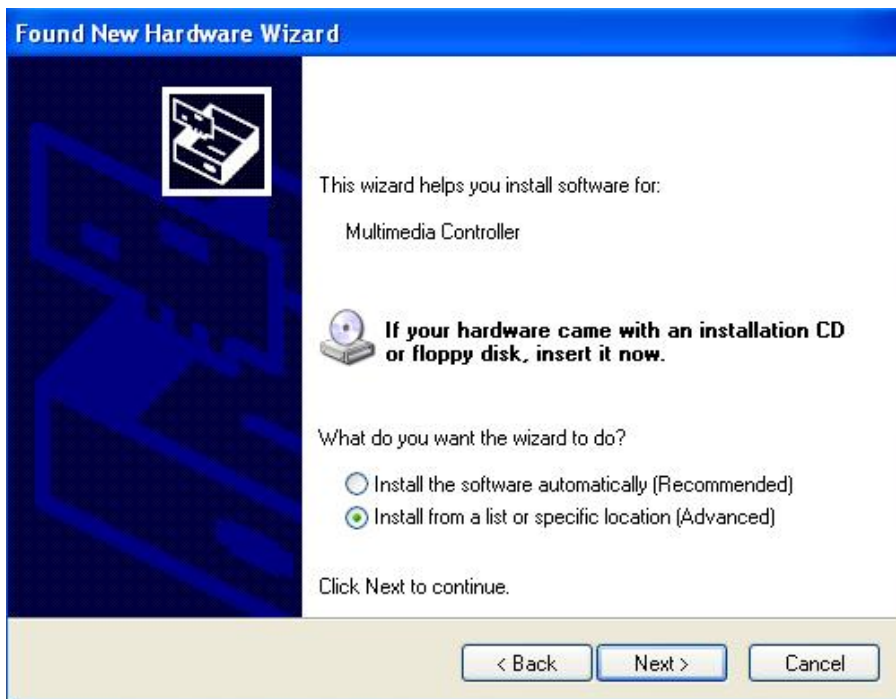 Found New Hardware Wizard
This wizard helps you install software for:
Multimedia Controller
If your hardware came with an installation CD
or floppy disk, insert it now.
What do you want the wizard to do?
Install the software automatically (Recommended)
Install from a list or specific location (Advanced)
Click Next to continue.
< Back Next > Cancel